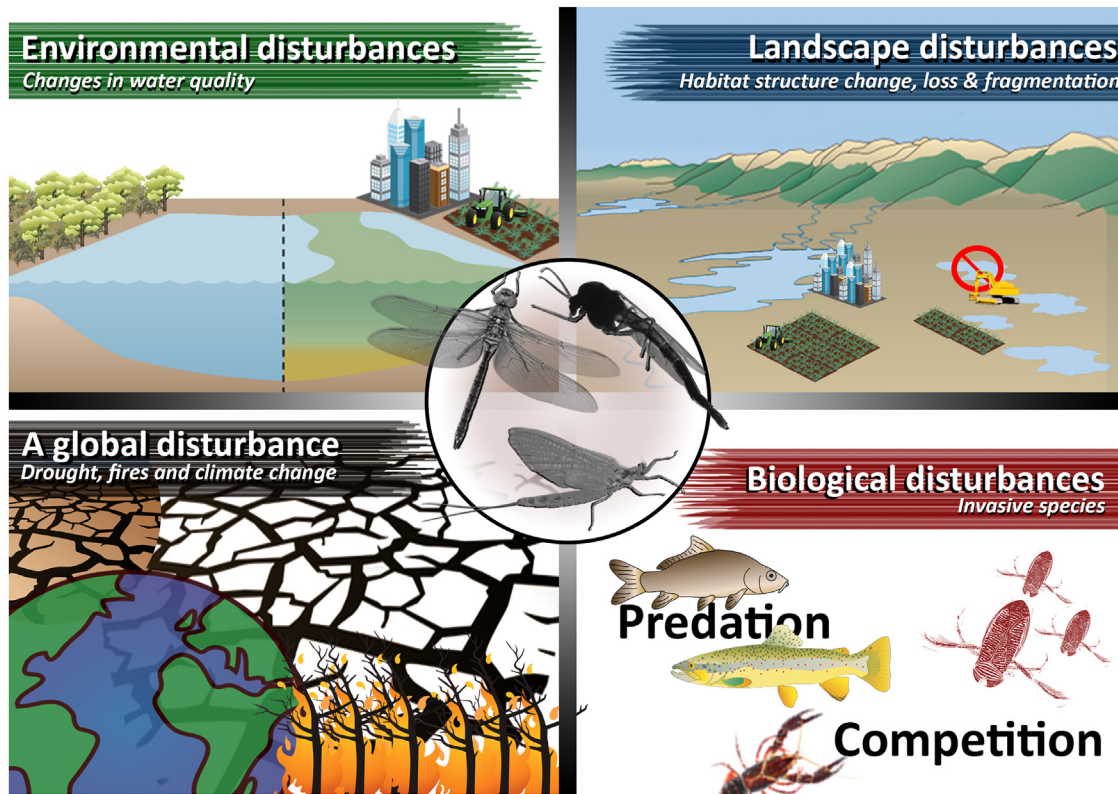 Environmental disturbances
Changes in water quality
Landscape disturbances
Habitat structure change, loss & fragmentation
A global disturbance
Drought, fires and climate change
Biological disturbances
Invasive species
Predation
Competition